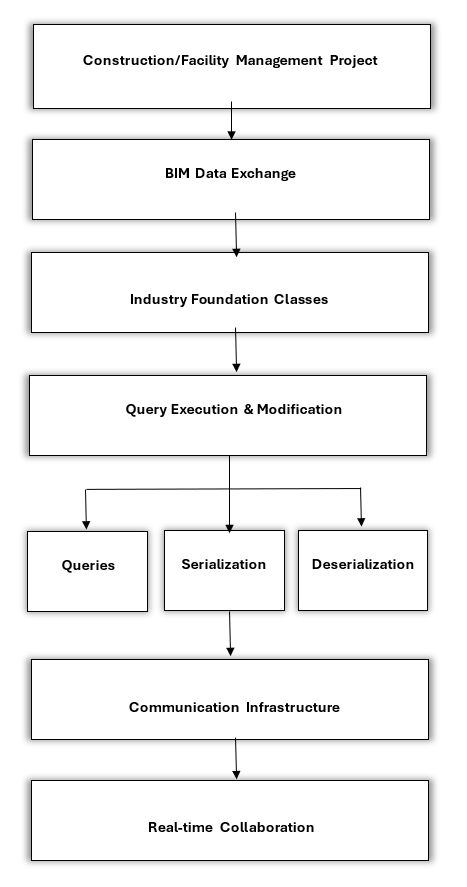 Construction/Facility Management Project
BIM Data Exchange
Industry Foundation Classes
Query Execution & Modification
Queries
Serialization
Deserialization
Communication Infrastructure
Real-time Collaboration